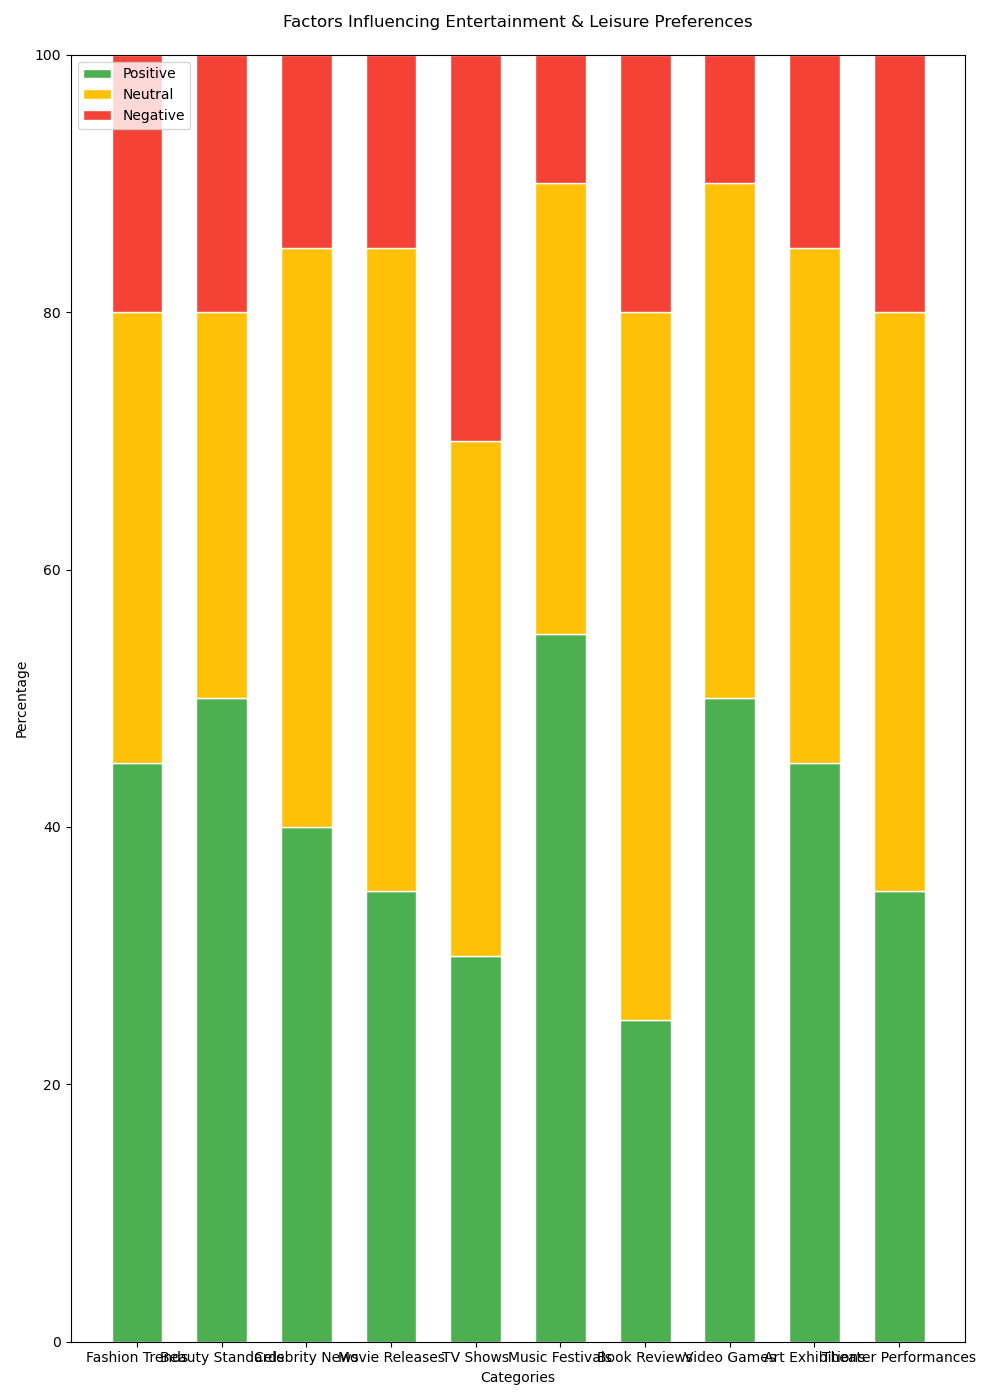 Factors Influencing Entertainment & Leisure Preferences
100
80
60
40
20
0
Percentage
Positive
Neutral
Negative
Fashion Trends
Beauty Standards
Celebrity News
Movie Releases
TV Shows
Music Festivals
Book Reviews
Video Games
Art Exhibitions
Theater Performances
Categories